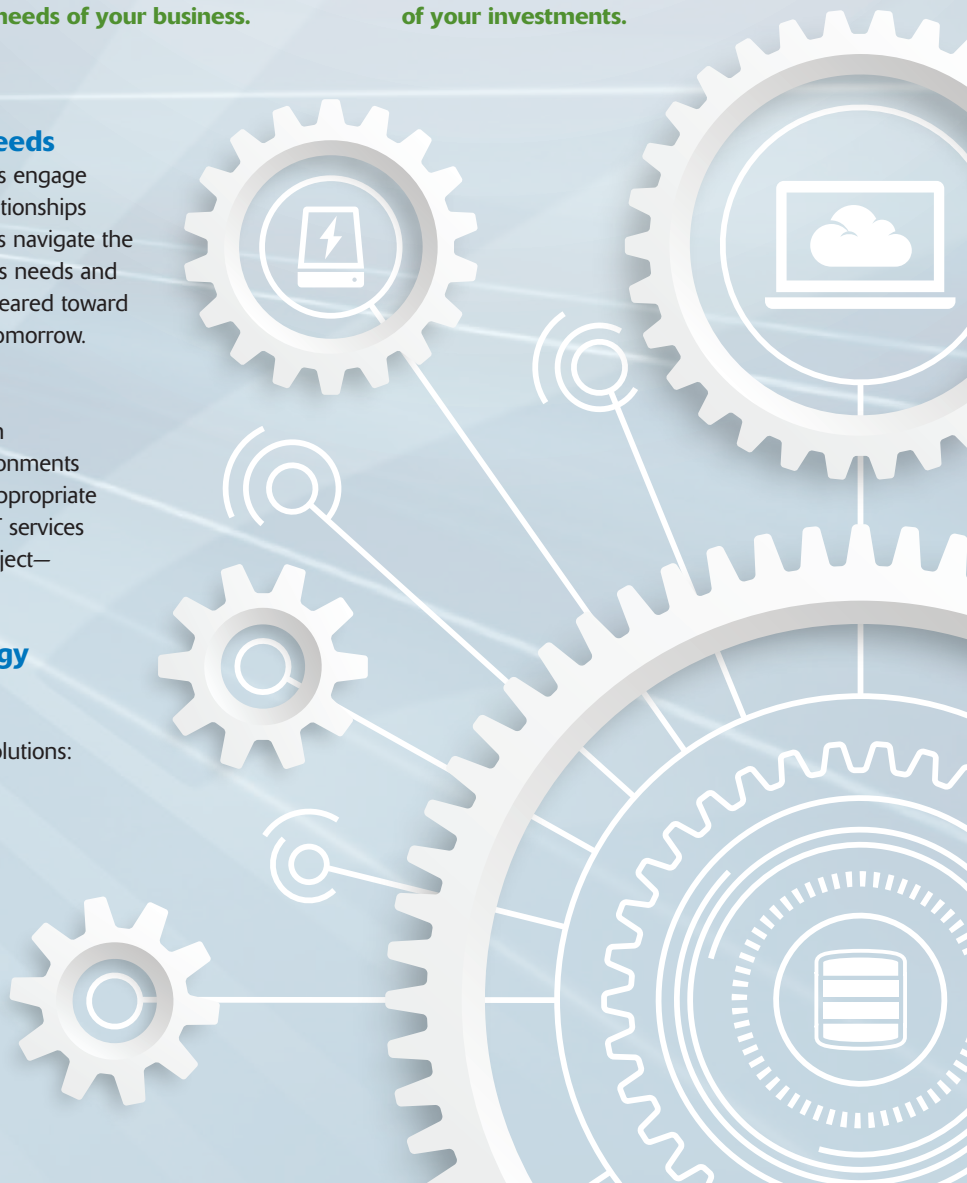 needs of your business.
of your investments.
eeds
s engage
tionships
s navigate the
s needs and
eared toward
omorrow.
n
onments
ppropriate
T services
ject—
gy
olutions: